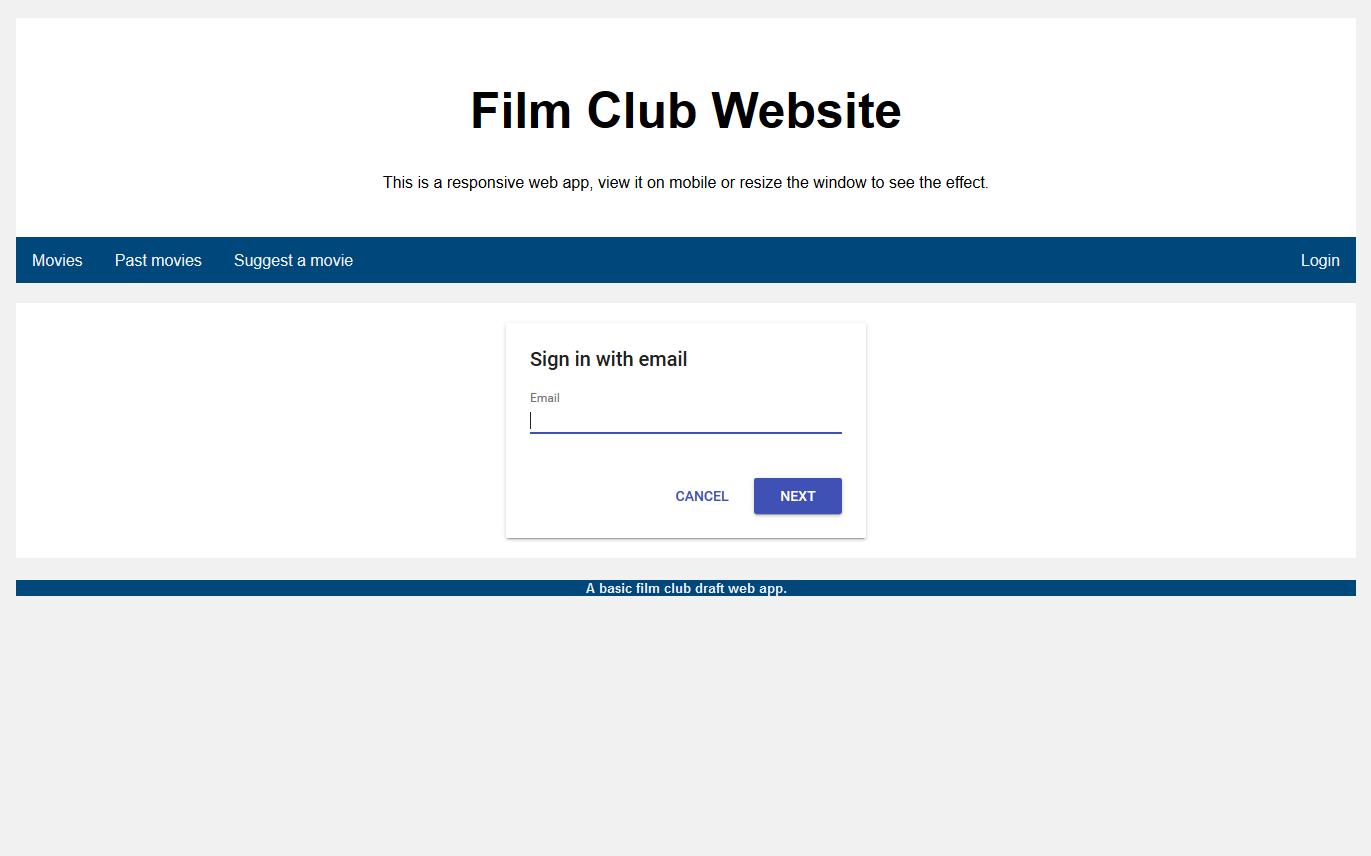 Film Club Website
This is a responsive web app, view it on mobile or resize the window to see the effect.
Movies Past movies Suggest a movie Login
Sign in with email
Email
CANCEL NEXT
A basic film club draft web app.